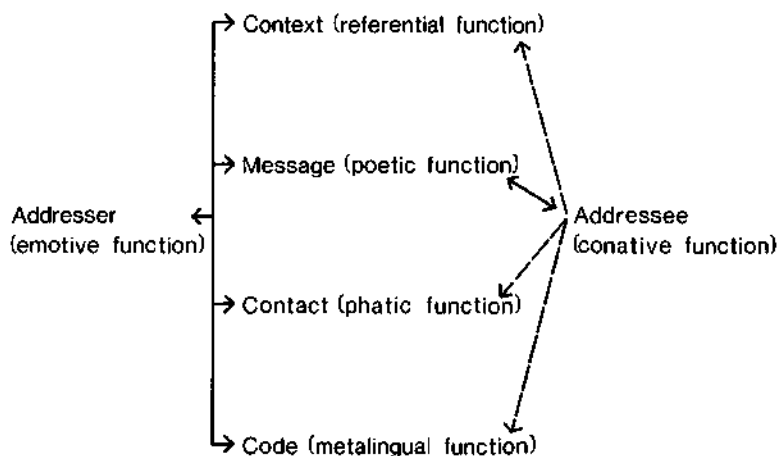 Context (referential function)
Message (poetic function)
Addresser
(emotive function)
Addressee
(conative function)
Contact (phatic function)
Code (metalingual function)